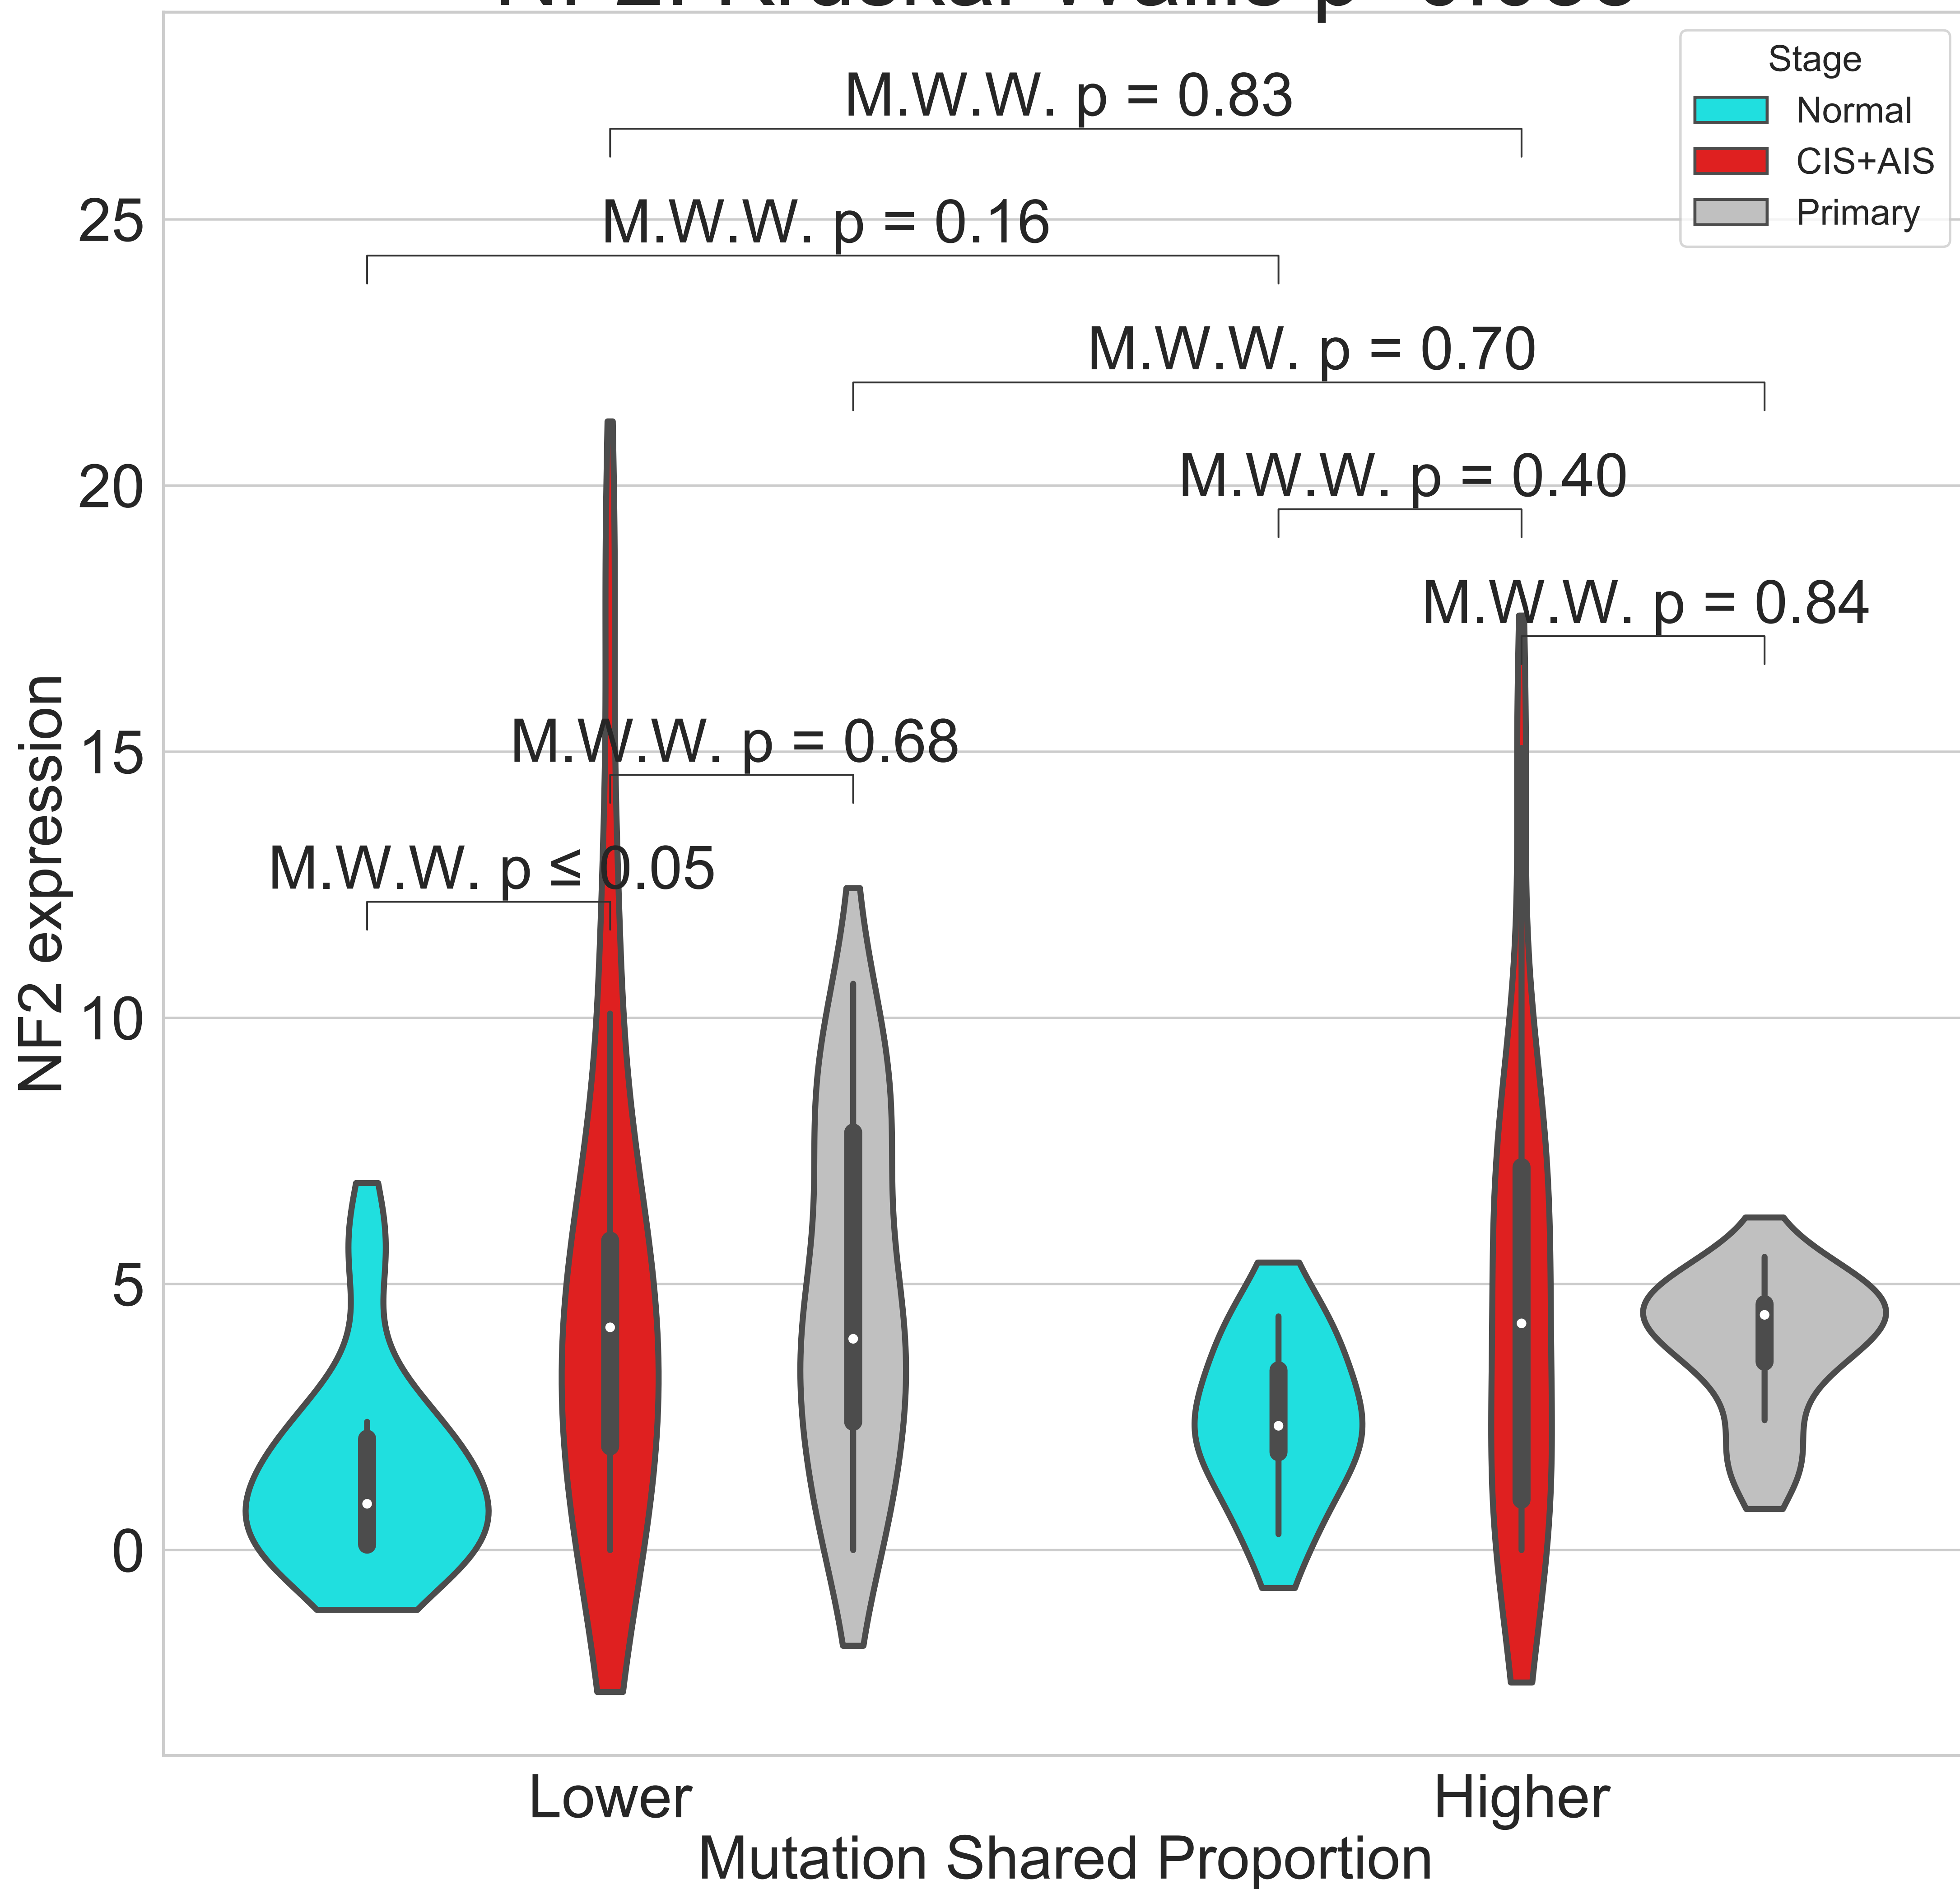 Stage
Normal
CIS+AIS
Primary
M.W.W. p = 0.83
M.W.W. p = 0.16
M.W.W. p = 0.70
M.W.W. p = 0.40
M.W.W. p = 0.84
M.W.W. p = 0.68
M.W.W. p ≤ 0.05
25
20
15
10
5
0
NF2 expression
Lower
Higher
Mutation Shared Proportion